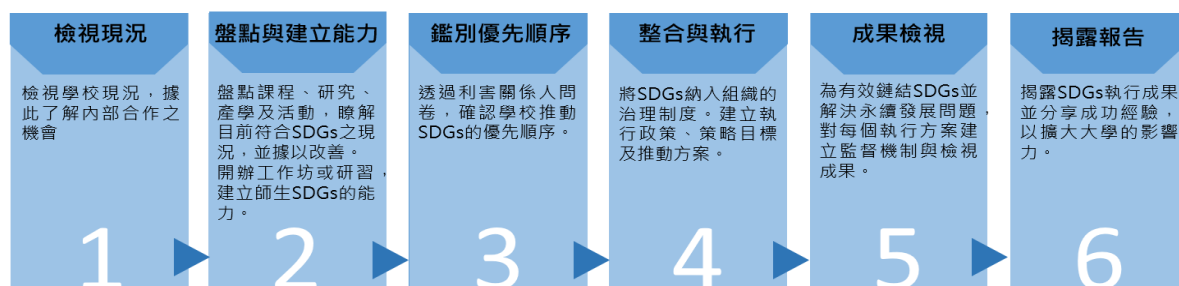 檢視現況
檢視學校現況，據
此了解內部合作之
機會
1
盤點與建立能力
盤點課程、研究、
產學及活動，瞭解
目前符合SDGs之現
況，並據以改善。
開辦工作坊或研習，
建立師生SDGs的能
力。
2
鑑別優先順序
透過利害關係人問
卷，確認學校推動
SDGs的優先順序。
3
整合與執行
將SDGs納入組織的
治理制度。建立執
行政策、策略目標
及推動方案。
4
成果檢視
為有效鏈結SDGs並
解決永續發展問題，
對每個執行方案建
立監督機制與檢視
成果。
5
揭露報告
揭露SDGs執行成果
並分享成功經驗，
以擴大大學的影響
力。
6